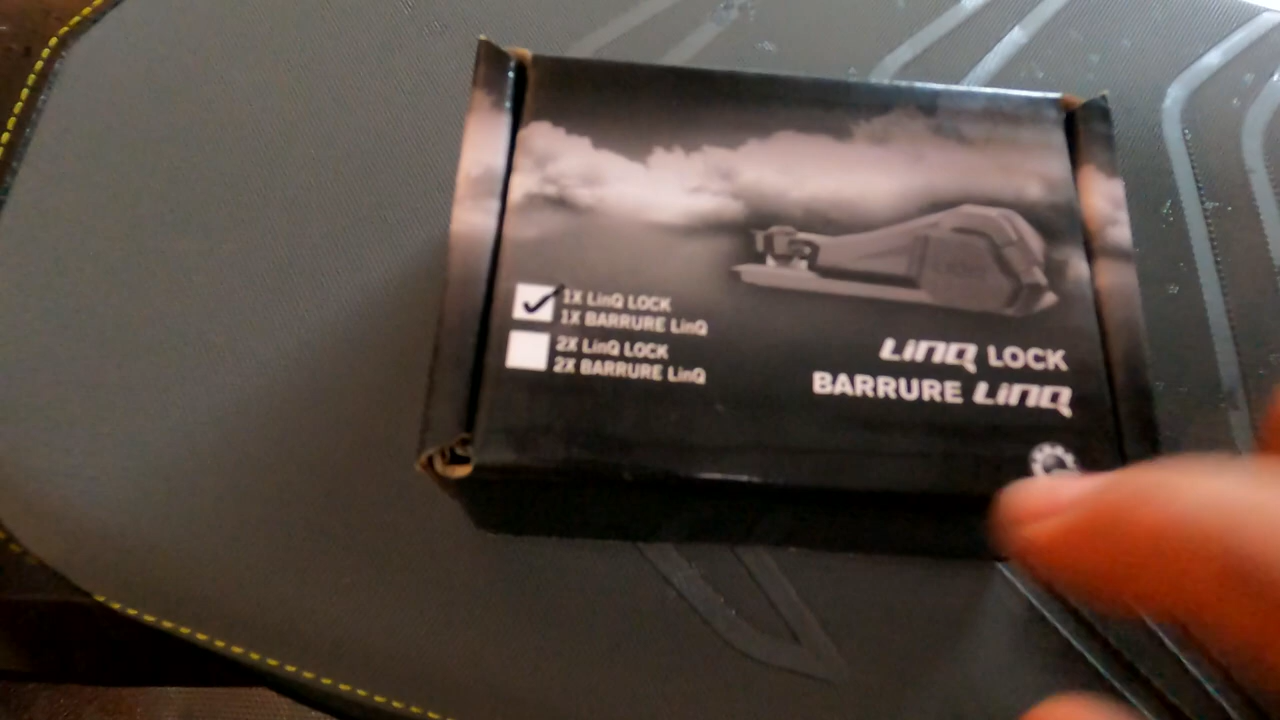 1X LinQ LOCK
1X BARRURE LinQ
2X LinQ LOCK
2X BARRURE LinQ
LinQ LOCK
BARRURE LinQ